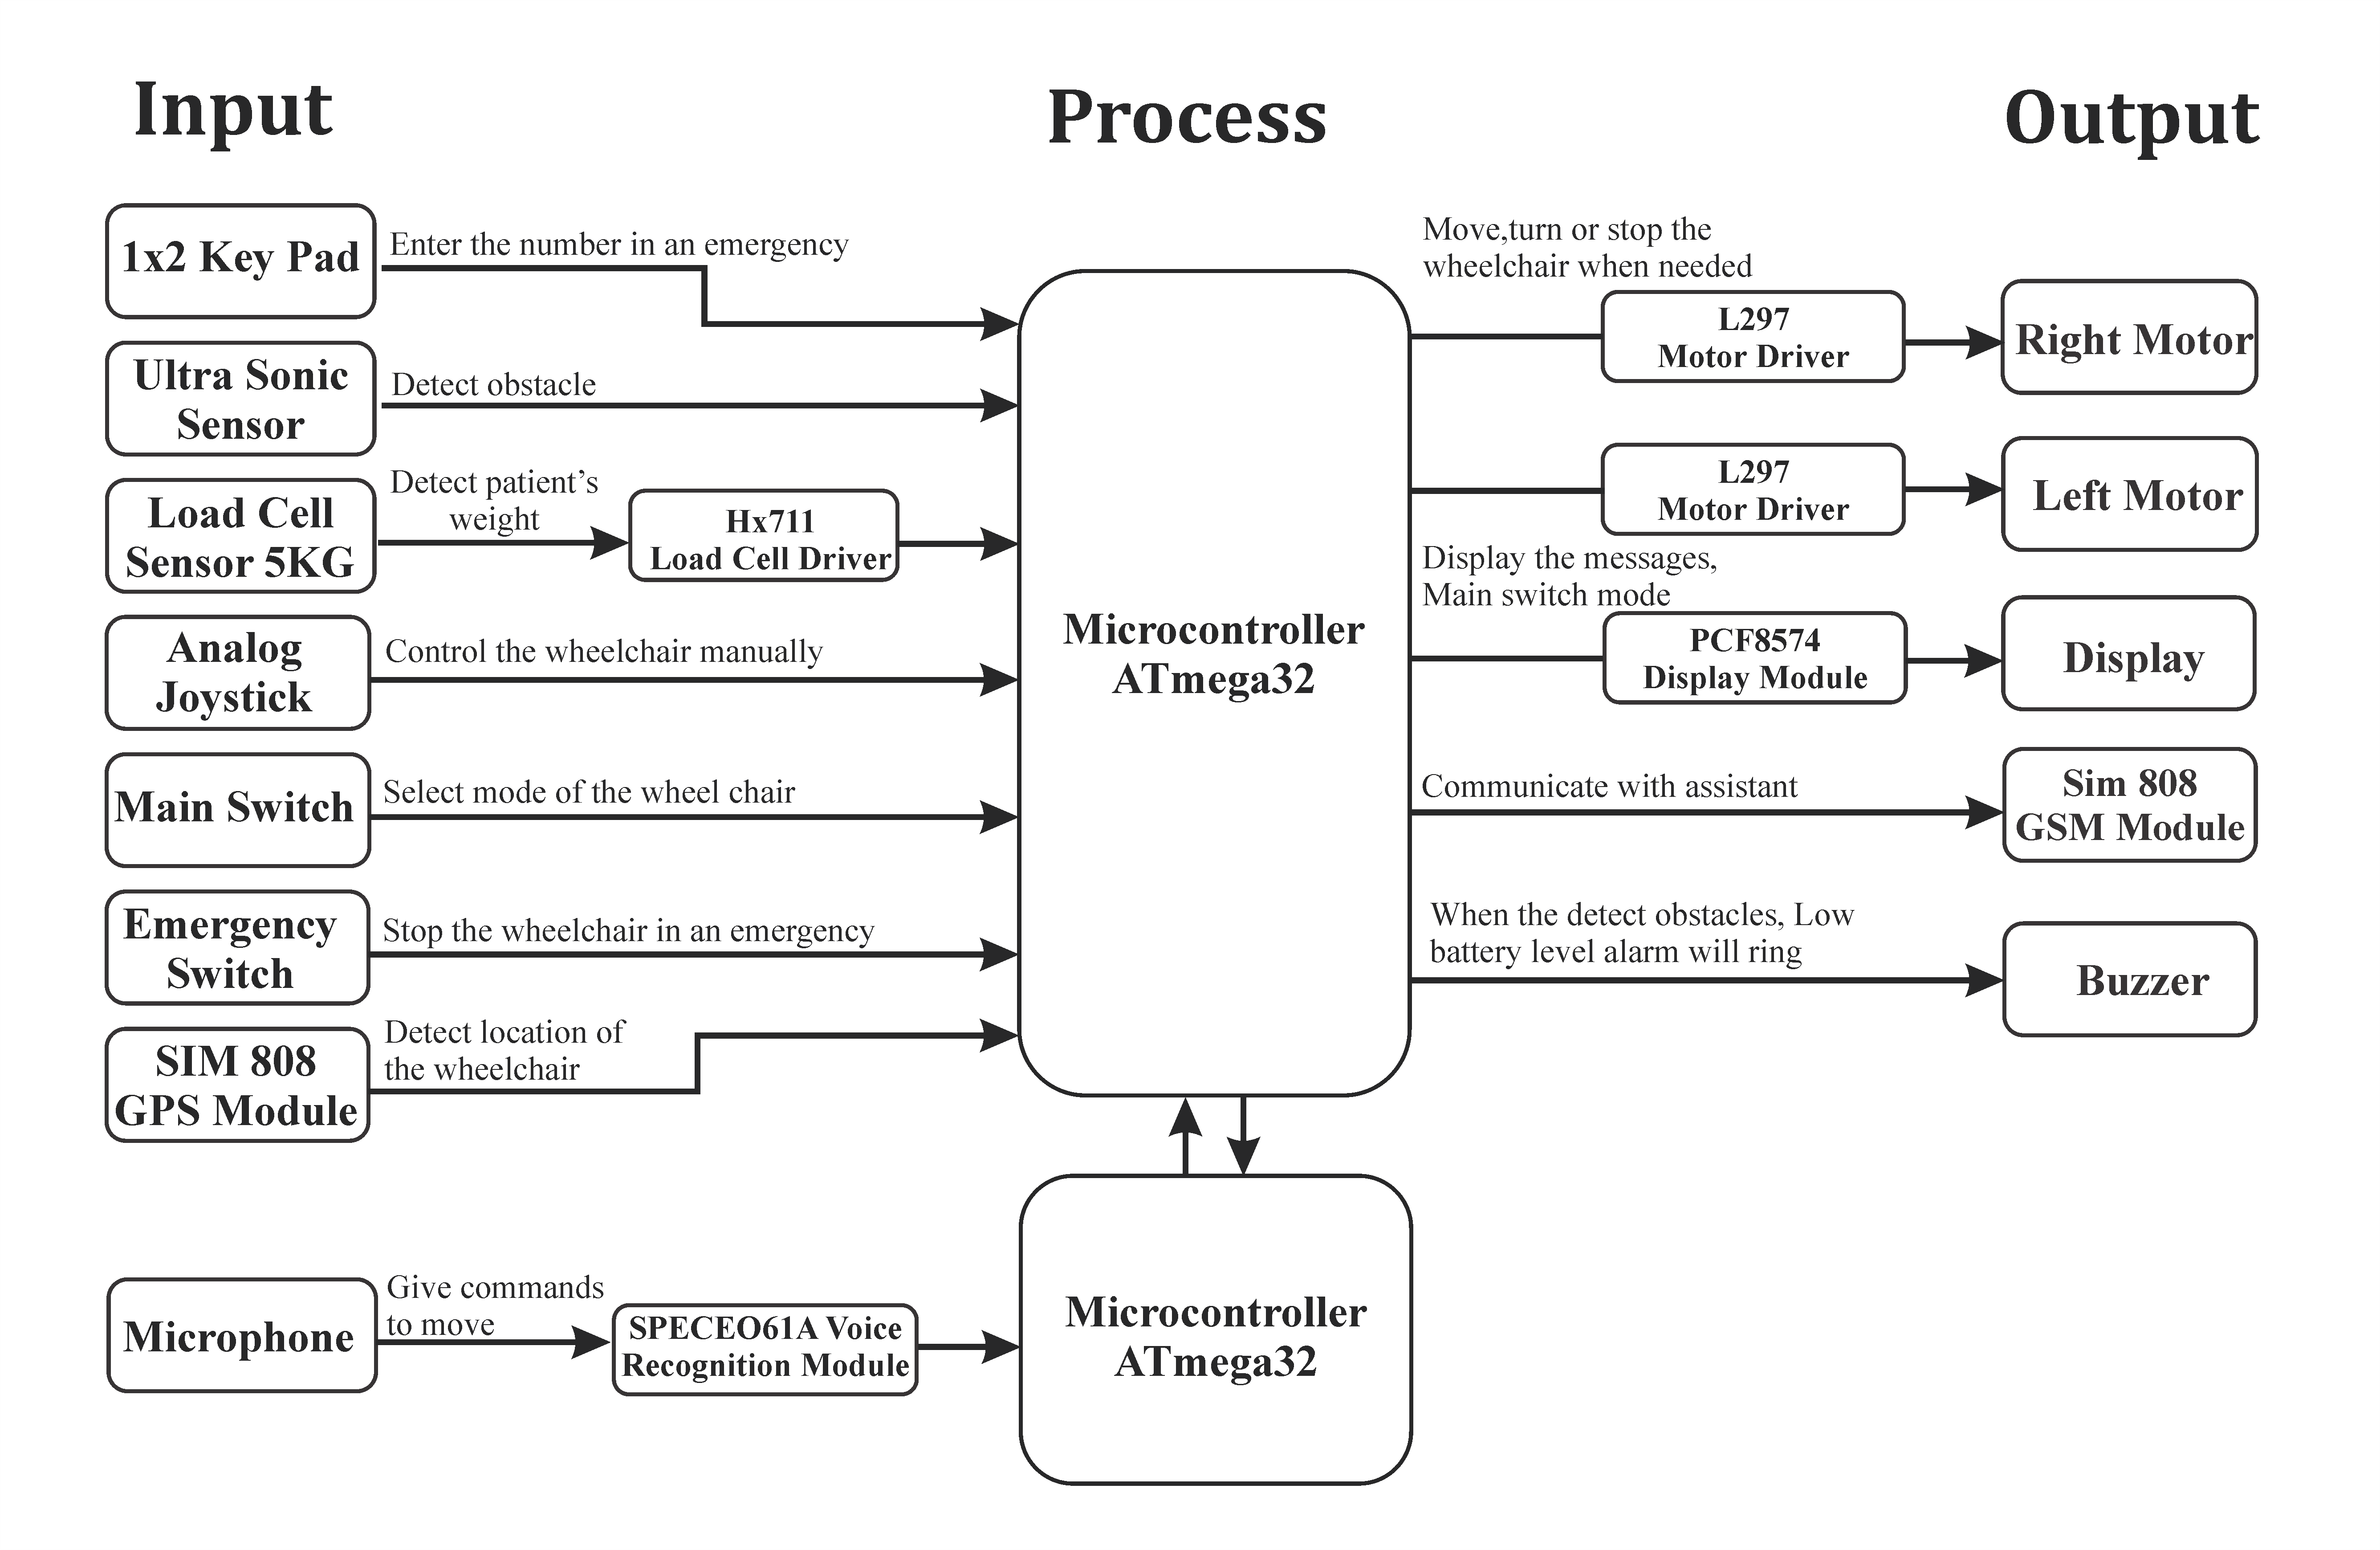 Input
Process
Output
1x2 Key Pad
Enter the number in an emergency
Ultra Sonic
Sensor
Detect obstacle
Load Cell
Sensor 5KG
Detect patient’s
weight
Hx711
Load Cell Driver
Analog
Joystick
Control the wheelchair manually
Main Switch
Select mode of the wheel chair
Emergency
Switch
Stop the wheelchair in an emergency
SIM 808
GPS Module
Detect location of
the wheelchair
Microphone
Give commands
to move
SPECEO61A Voice
Recognition Module
Microcontroller
ATmega32
Microcontroller
ATmega32
Move,turn or stop the
wheelchair when needed
L297
Motor Driver
Right Motor
L297
Motor Driver
Left Motor
Display the messages,
Main switch mode
PCF8574
Display Module
Display
Communicate with assistant
Sim 808
GSM Module
When the detect obstacles, Low
battery level alarm will ring
Buzzer